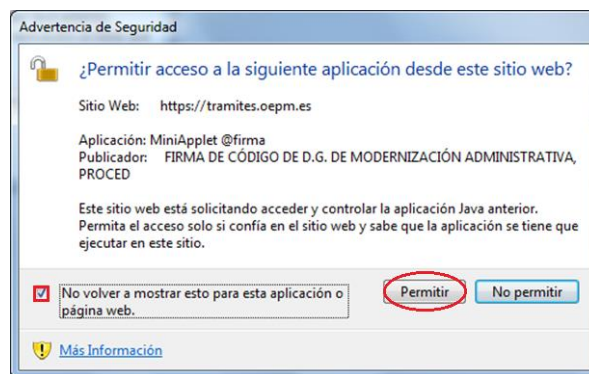 Advertencia de Seguridad
¿Permitir acceso a la siguiente aplicación desde este sitio web?
Sitio Web: https://tramites.oepm.es
Aplicación: MiniApplet @firma
Publicador: FIRMA DE CÓDIGO DE D.G. DE MODERNIZACIÓN ADMINISTRATIVA,
PROCED
Este sitio web está solicitando acceder y controlar la aplicación Java anterior.
Permita el acceso solo si confía en el sitio web y sabe que la aplicación se tiene que
ejecutar en este sitio.
No volver a mostrar esto para esta aplicación o
página web.
Permitir
No permitir
Más Información